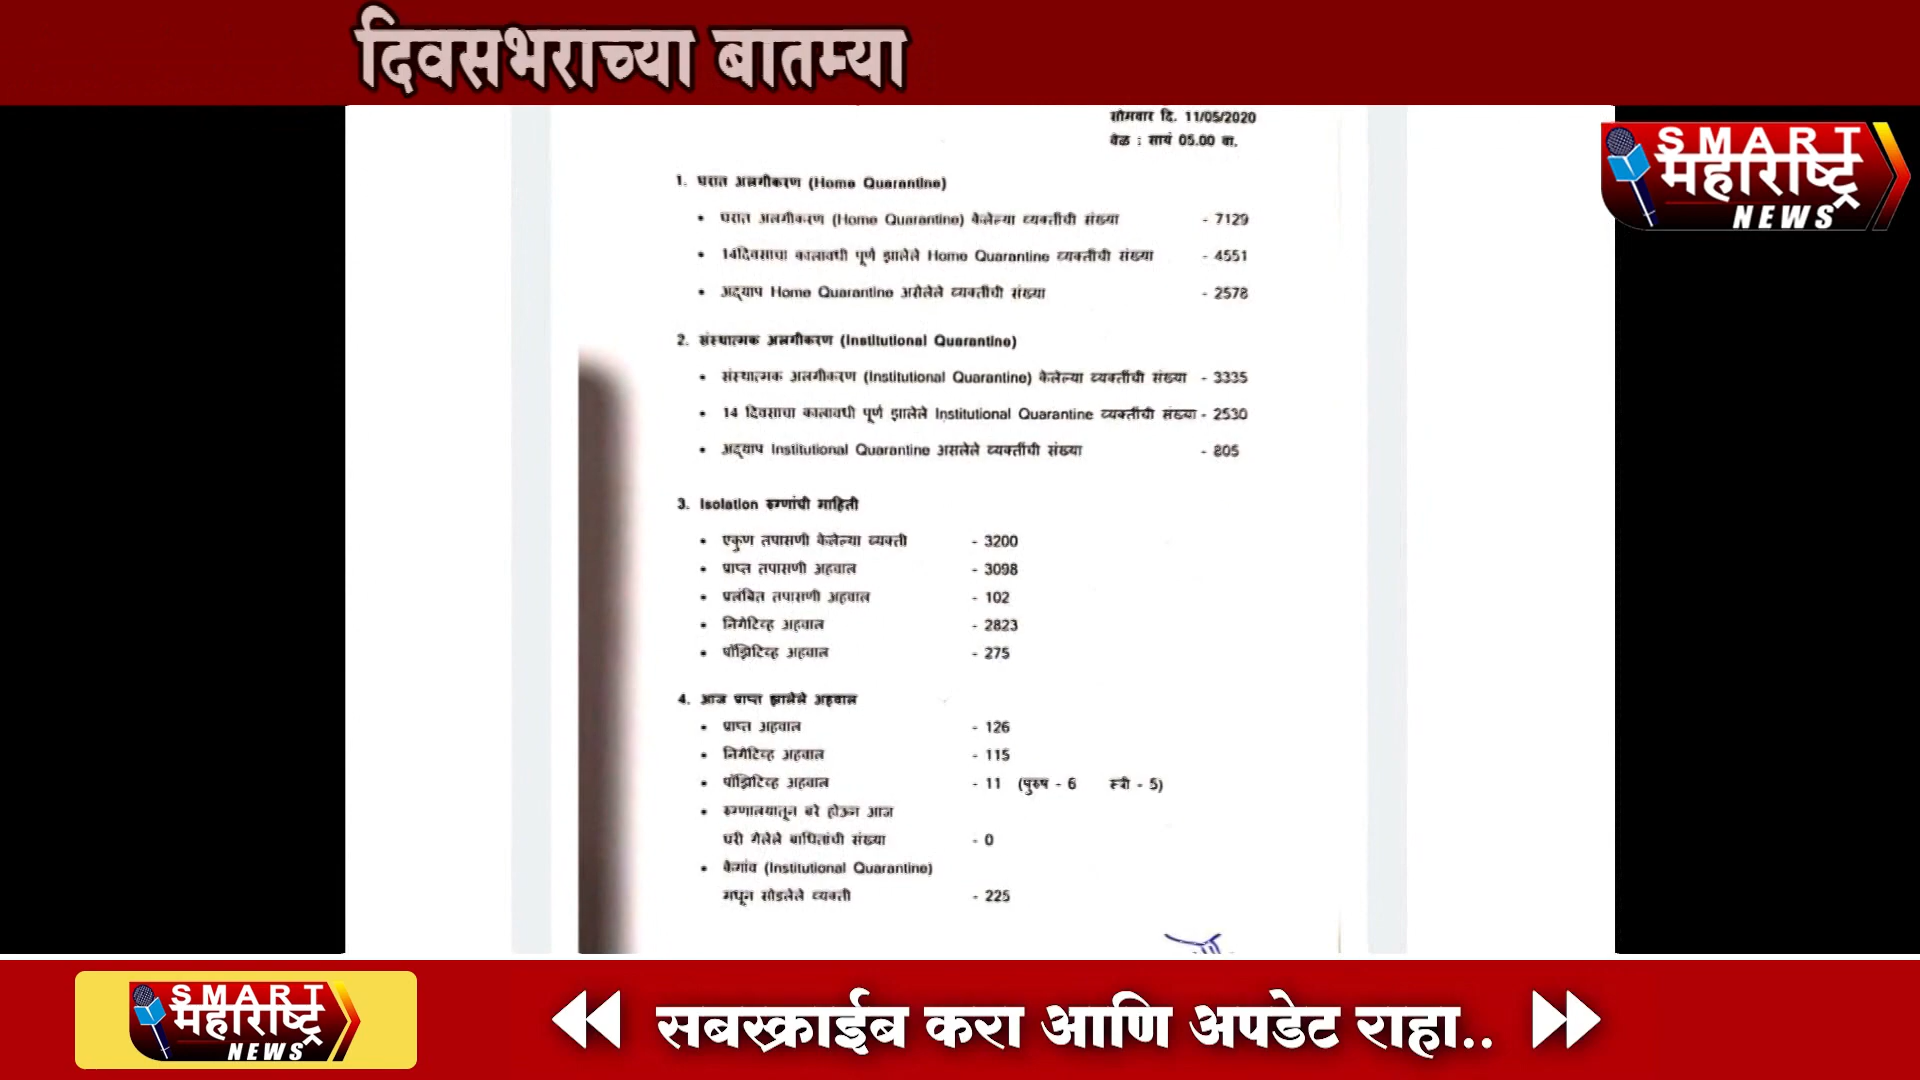 दिवसभराच्या बातम्या
सोमवार दि. 11/05/2020
वेळ : सायं 05.00 वा.
SMART
महाराष्ट्र
NEWS
1. घरात अलगीकरण (Home Quarantine)
• घरात अलगीकरण (Home Quarantine) केलेल्या व्यक्तींची संख्या - 7129
• 14दिवसाचा कालावधी पूर्ण झालेले Home Quarantine व्यक्तींची संख्या - 4551
• अद्याप Home Quarantine असेलेले व्यक्तींची संख्या - 2578
2. संस्थात्मक अलगीकरण (Institutional Quarantine)
• संस्थात्मक अलगीकरण (Institutional Quarantine) केलेल्या व्यक्तींची संख्या - 3335
• 14 दिवसाचा कालावधी पूर्ण झालेले Institutional Quarantine व्यक्तींची संख्या - 2530
• अद्याप Institutional Quarantine असलेले व्यक्तींची संख्या - 805
3. Isolation रुग्णांची माहिती
• एकुण तपासणी केलेल्या व्यक्ती - 3200
• प्राप्त तपासणी अहवाल - 3098
• प्रलंबित तपासणी अहवाल - 102
• निगेटिव्ह अहवाल - 2823
• पॉझिटिव्ह अहवाल - 275
4. आज प्राप्त झालेले अहवाल
• प्राप्त अहवाल - 126
• निगेटिव्ह अहवाल - 115
• पॉझिटिव्ह अहवाल - 11 (पुरुष - 6 स्त्री - 5)
• रुग्णालयातून बरे होऊन आज
घरी गेलेले बाधितांची संख्या - 0
• केगांव (Institutional Quarantine)
मधून सोडलेले व्यक्ती - 225
SMART
महाराष्ट्र
NEWS
सबस्क्राईब करा आणि अपडेट राहा..